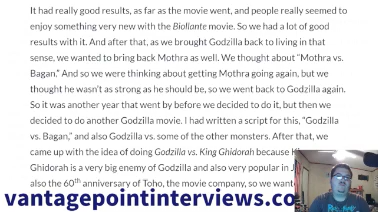 It had really good results, as far as the movie went, and people really seemed to
enjoy something very new with the Biollante movie. So we had a lot of good
results with it. And after that, as we brought Godzilla back to living in that
sense, we wanted to bring back Mothra as well. We thought about “Mothra vs.
Bagan.” And so we were thinking about getting Mothra going again, but we
thought he wasn’t as strong as he should be, so we went back to Godzilla again.
So it was another year that went by before we decided to do it, but then we
decided to do another Godzilla movie. I had written a script for this, “Godzilla
vs. Bagan,” and also Godzilla vs. some of the other monsters. After that, we
came up with the idea of doing Godzilla vs. King Ghidorah because
Ghidorah is a very big enemy of Godzilla and also very popular in
also the 60th anniversary of Toho, the movie company, so we
vantagepointinterviews.co